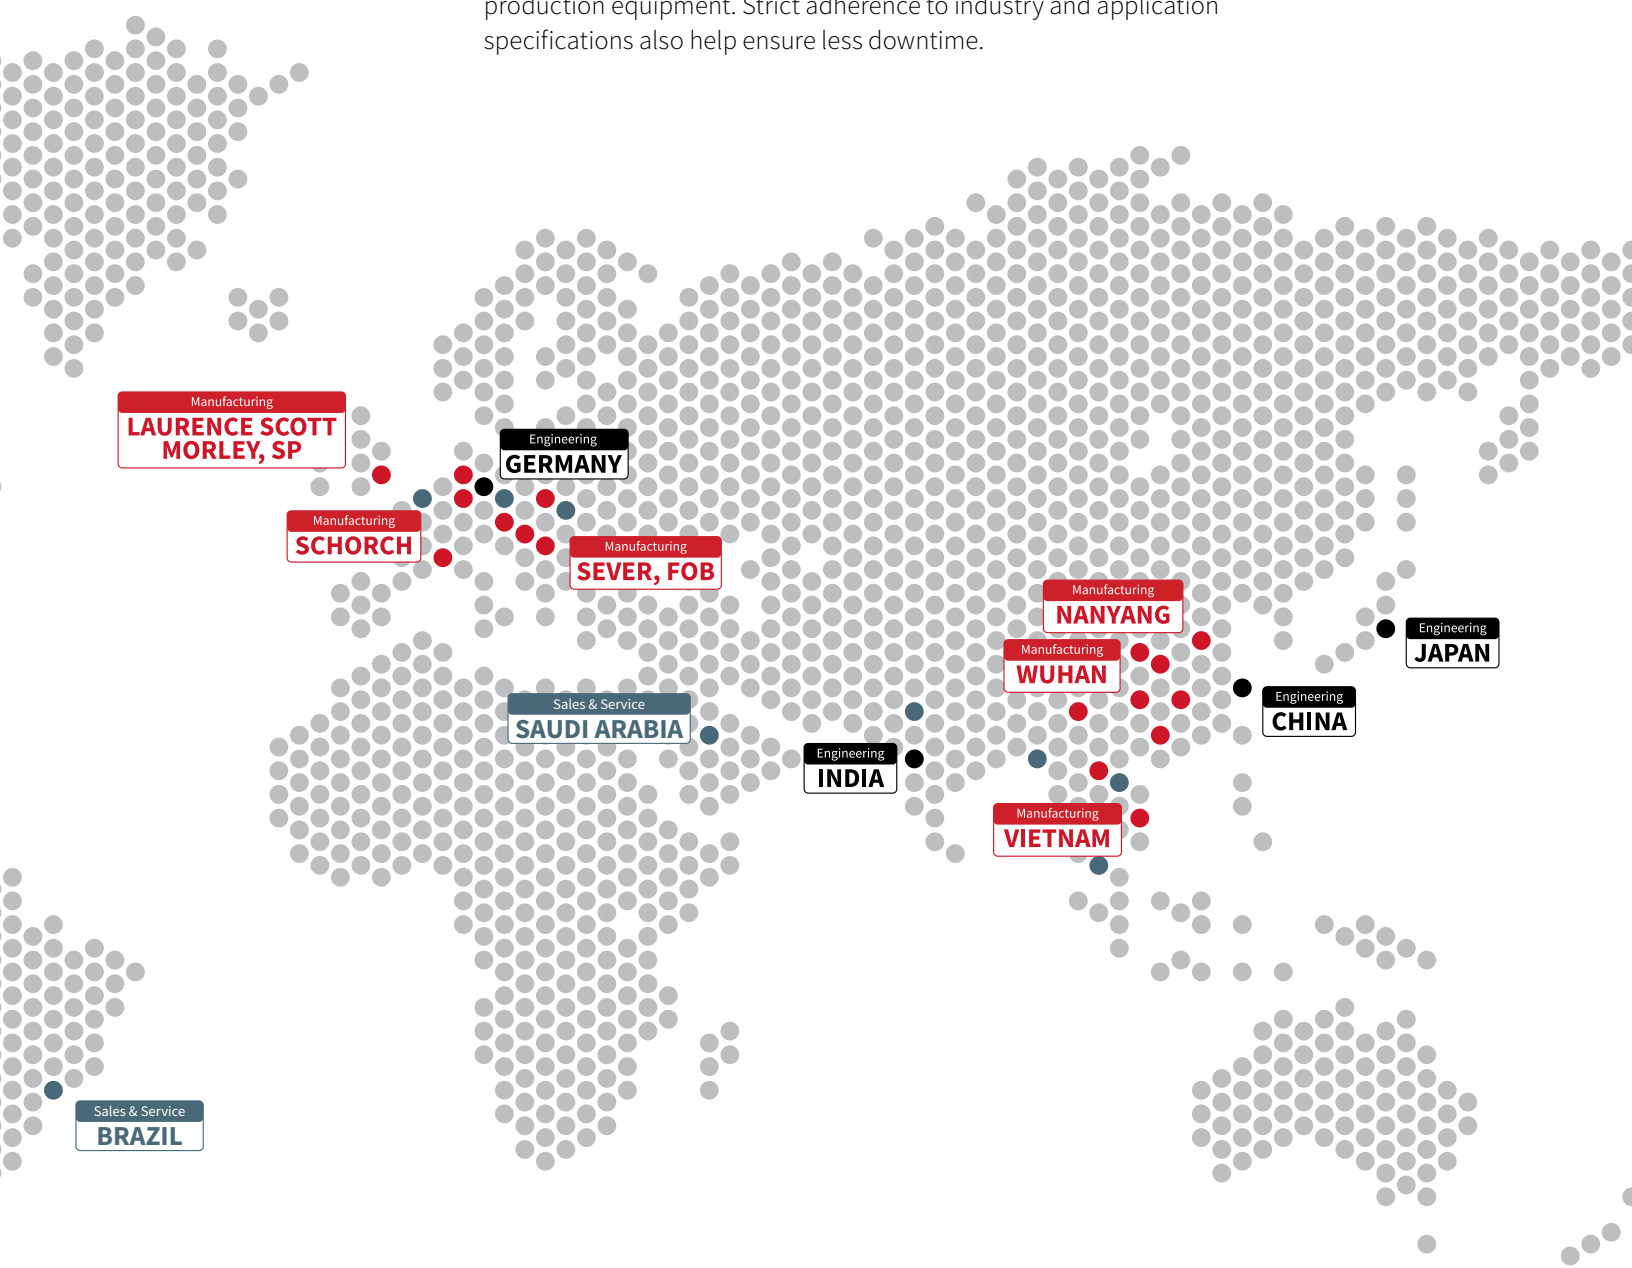 production equipment. Strict adherence to industry and application
specifications also help ensure less downtime.
Manufacturing
LAURENCE SCOTT
MORLEY, SP
Engineering
GERMANY
Manufacturing
SCHORCH
Manufacturing
SEVER, FOB
Manufacturing
NANYANG
Engineering
JAPAN
Manufacturing
WUHAN
Engineering
CHINA
Sales & Service
SAUDI ARABIA
Engineering
INDIA
Manufacturing
VIETNAM
Sales & Service
BRAZIL